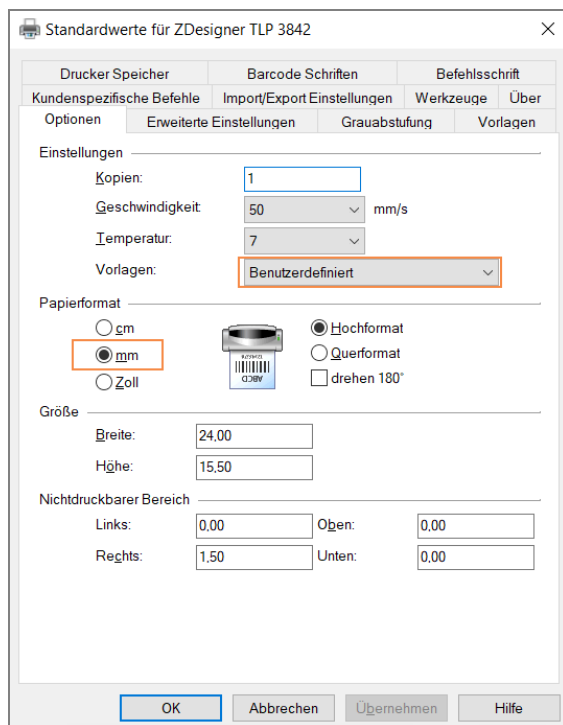 Standardwerte für ZDesigner TLP 3842
Drucker Speicher Barcode Schriften Befehlsschrift
Kundenspezifische Befehle Import/Export Einstellungen Werkzeuge Über
Optionen Erweiterte Einstellungen Grauabstufung Vorlagen
Einstellungen
Kopien: 1
Geschwindigkeit: 50 mm/s
Temperatur: 7
Vorlagen: Benutzerdefiniert
Papierformat
cm Hochformat
mm Querformat
Zoll drehen 180°
12345678
ABCD
Größe
Breite: 24,00
Höhe: 15,50
Nichtdruckbarer Bereich
Links: 0,00 Oben: 0,00
Rechts: 1,50 Unten: 0,00
OK Abbrechen Übernehmen Hilfe